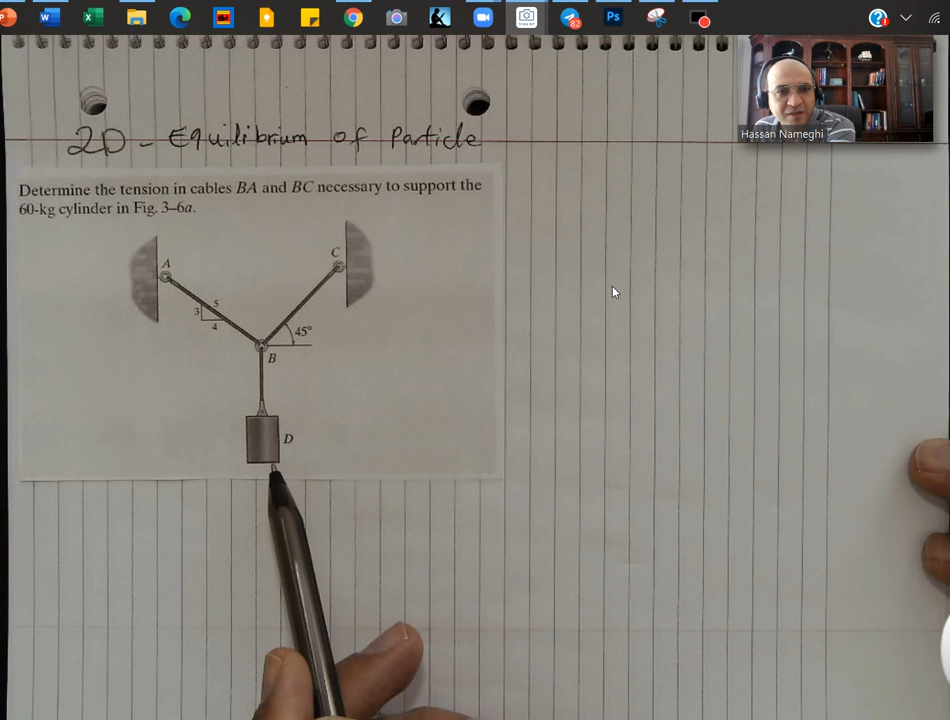 82
Hassan Nameghi
2D - Equilibrium of Particle
Determine the tension in cables BA and BC necessary to support the
60-kg cylinder in Fig. 3–6a.
A
C
5
3
4
45°
B
D